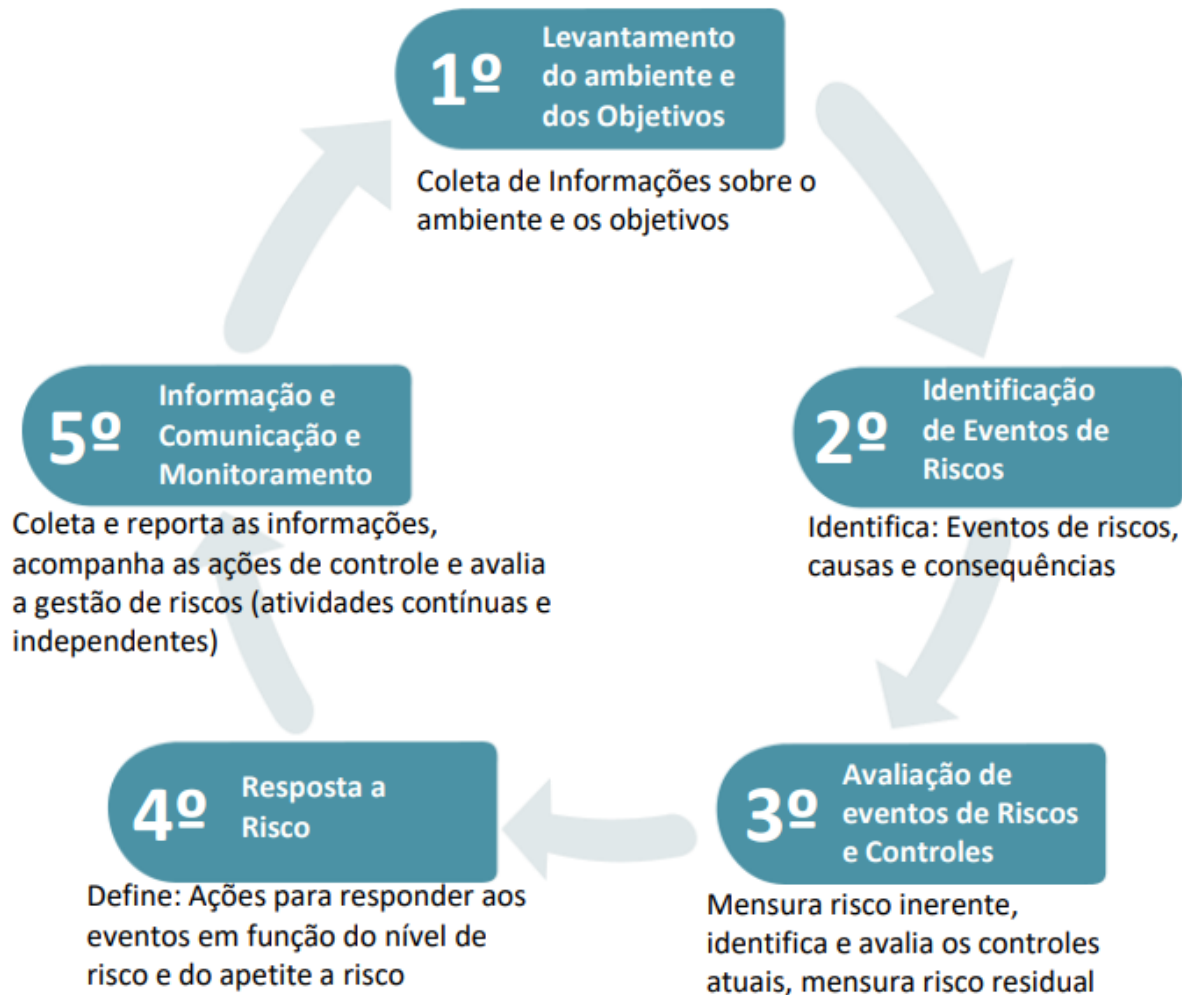 1º
Levantamento
do ambiente e
dos Objetivos
Coleta de Informações sobre o
ambiente e os objetivos
2º
Identificação
de Eventos de
Riscos
Identifica: Eventos de riscos,
causas e consequências
3º
Avaliação de
eventos de Riscos
e Controles
Mensura risco inerente,
identifica e avalia os controles
atuais, mensura risco residual
4º
Resposta a
Risco
Define: Ações para responder aos
eventos em função do nível de
risco e do apetite a risco
5º
Informação e
Comunicação e
Monitoramento
Coleta e reporta as informações,
acompanha as ações de controle e avalia
a gestão de riscos (atividades contínuas e
independentes)